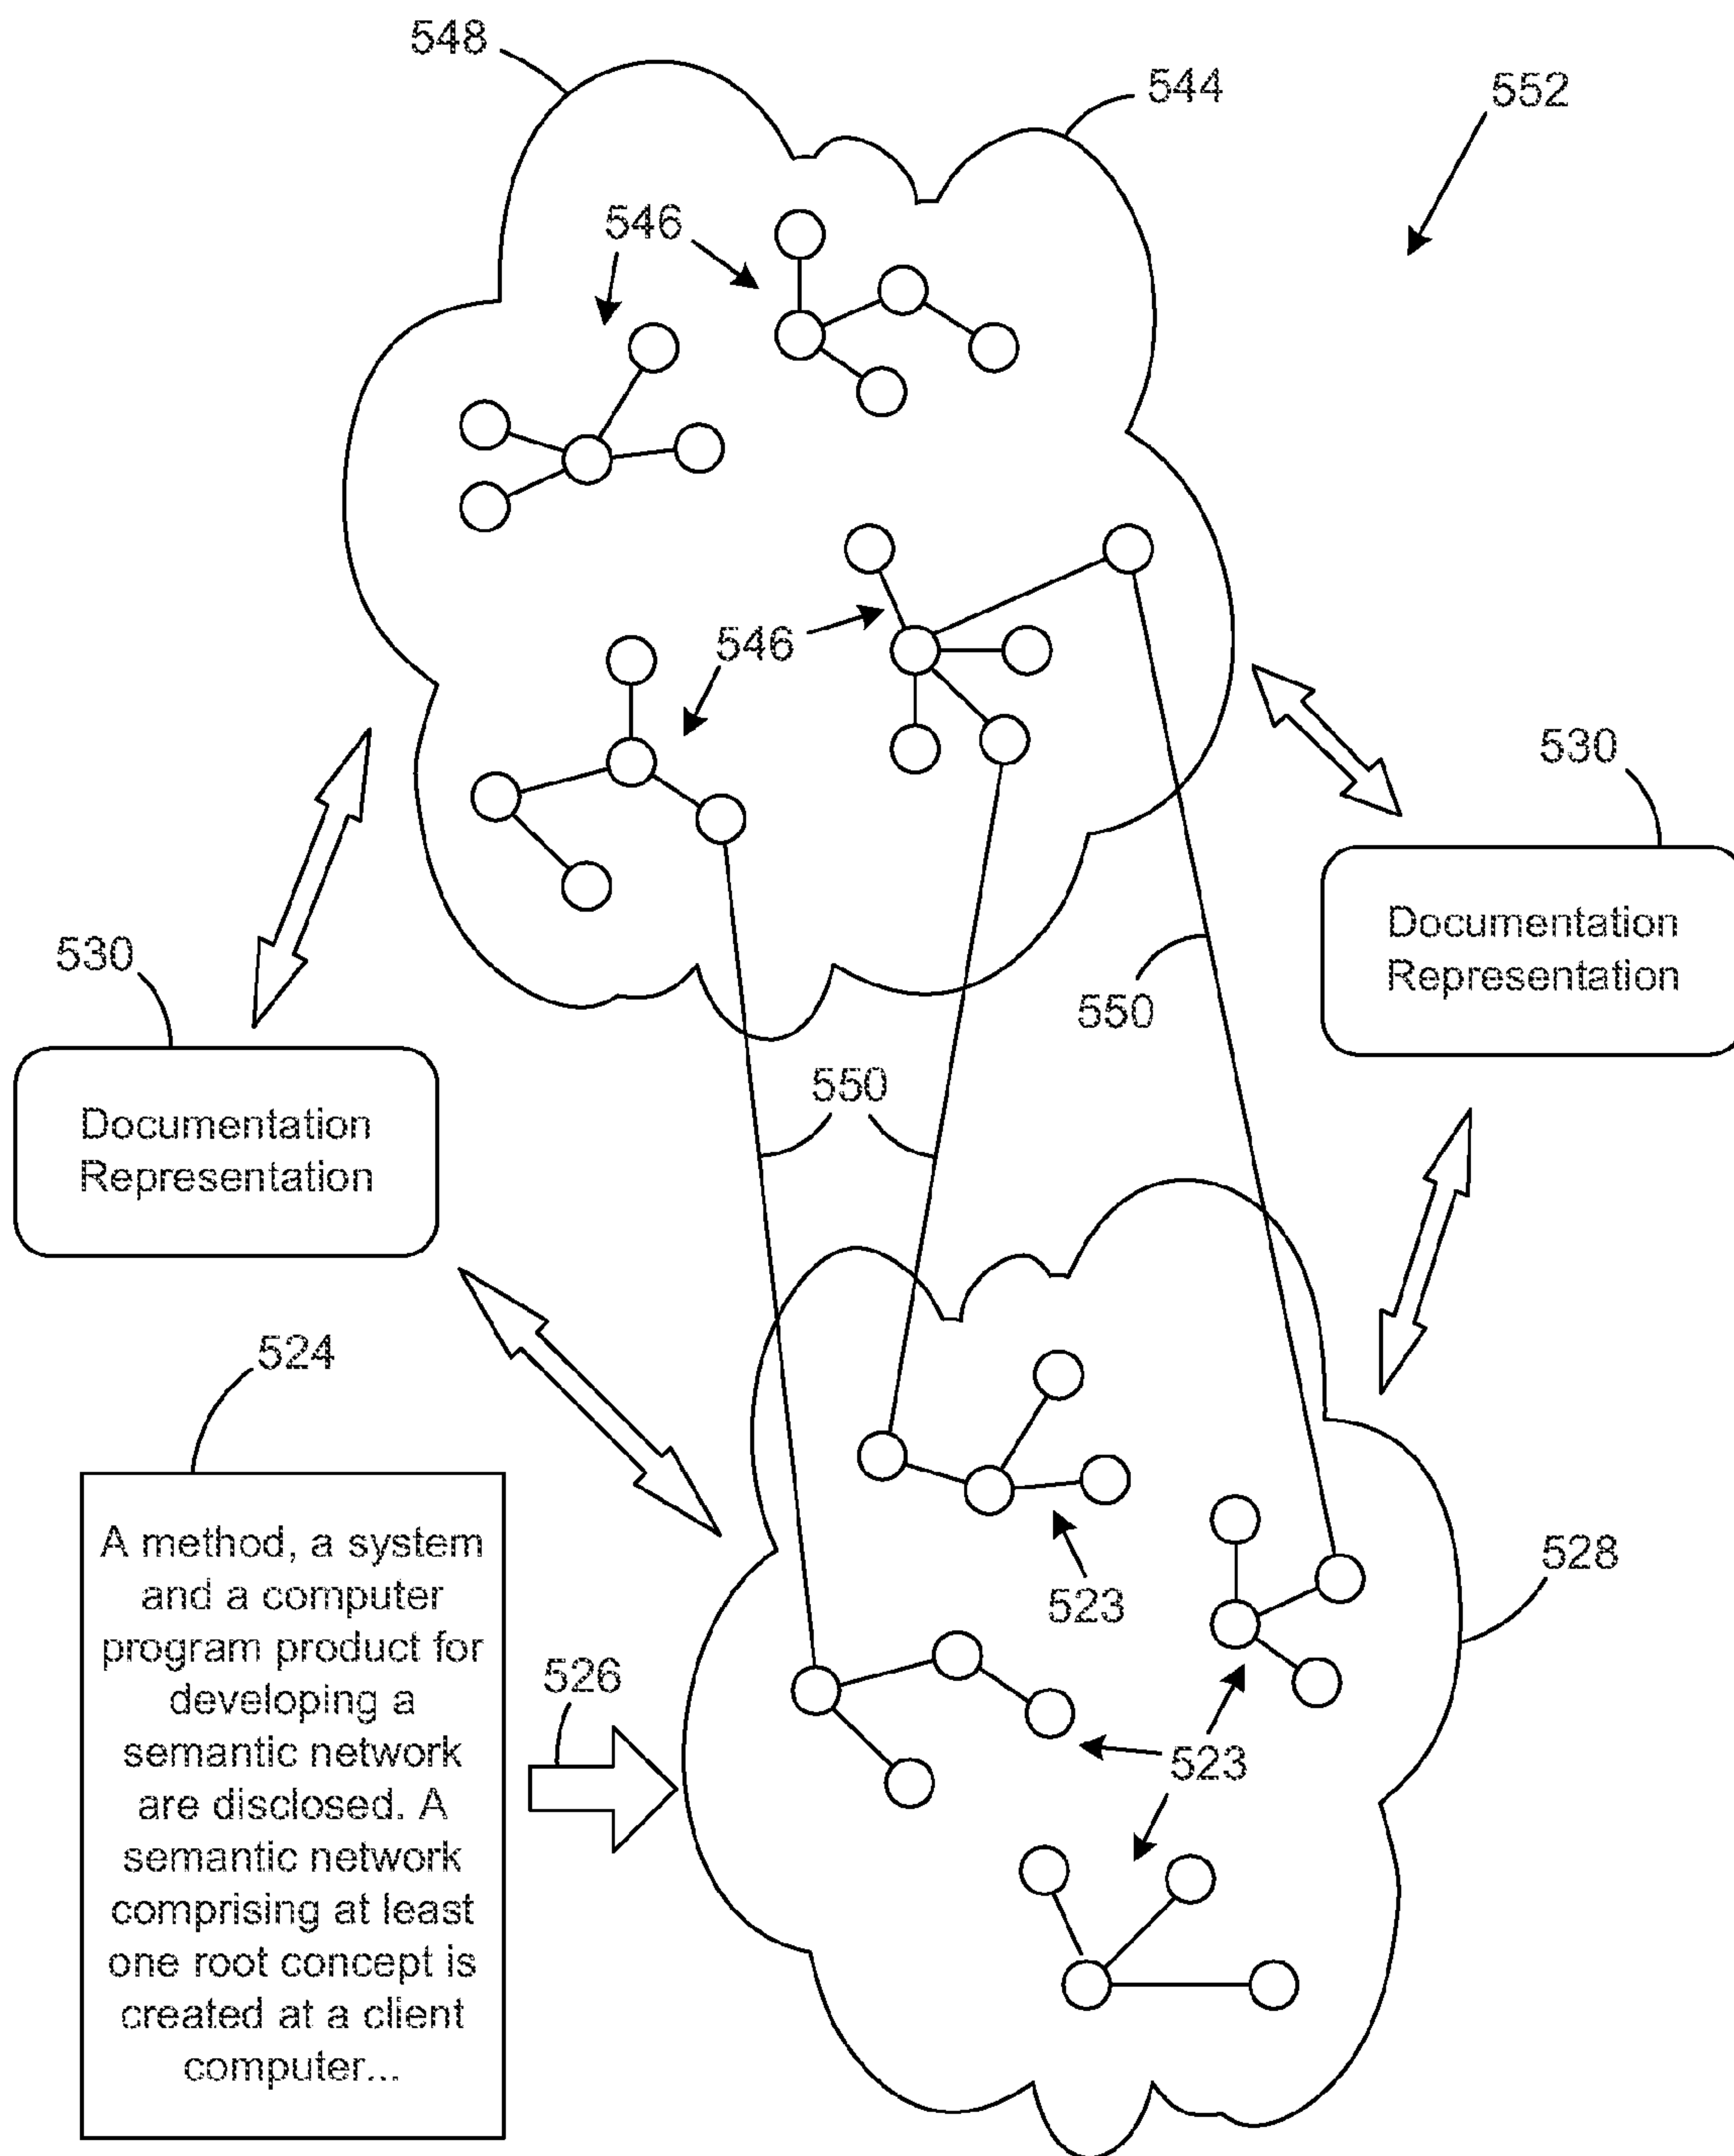 548
544
552
546
546
530
530
Documentation
Representation
550
550
Documentation
Representation
524
523
528
526
523
A method, a system
and a computer
program product for
developing a
semantic network
are disclosed. A
semantic network
comprising at least
one root concept is
created at a client
computer...